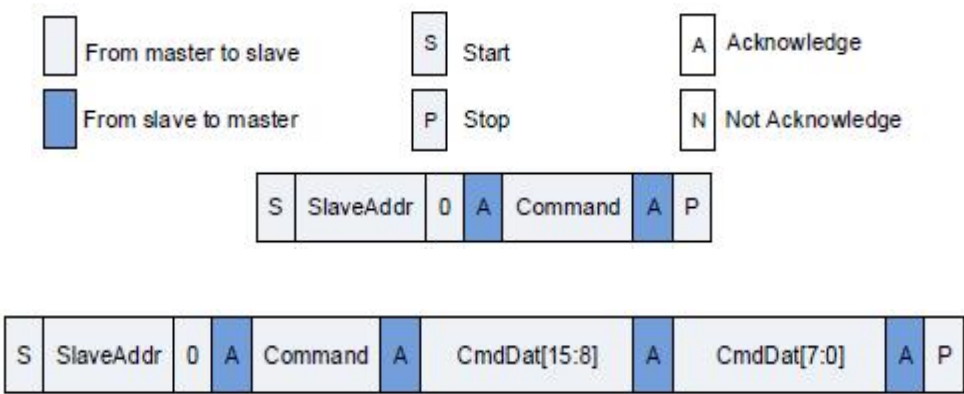 From master to slave S Start A Acknowledge
From slave to master P Stop N Not Acknowledge
S SlaveAddr 0 A Command A P
S SlaveAddr 0 A Command A CmdDat[15:8] A CmdDat[7:0] A P